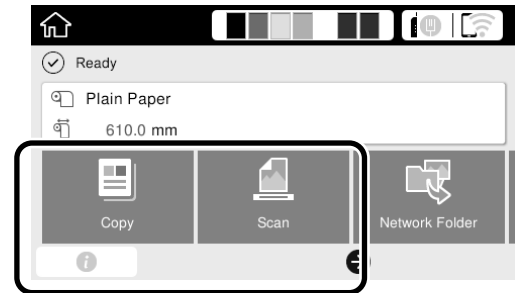 Ready
Plain Paper
610.0 mm
Copy
Scan
Network Folder
i